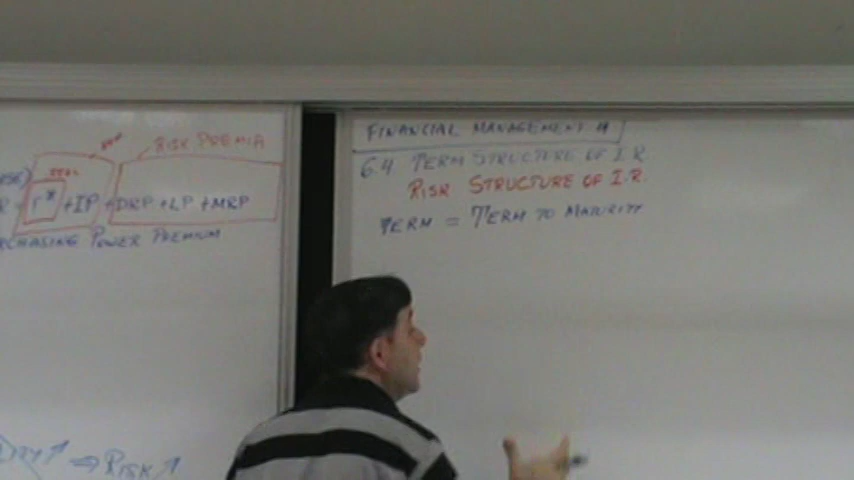 RISK PREMIA
R = r* + IP + DRP + LP + MRP
PURCHASING POWER PREMIUM
⇒ RISK ↗
FINANCIAL MANAGEMENT
6.4 TERM STRUCTURE OF I.R.
RISK STRUCTURE OF I.R.
TERM = TERM TO MATURITY